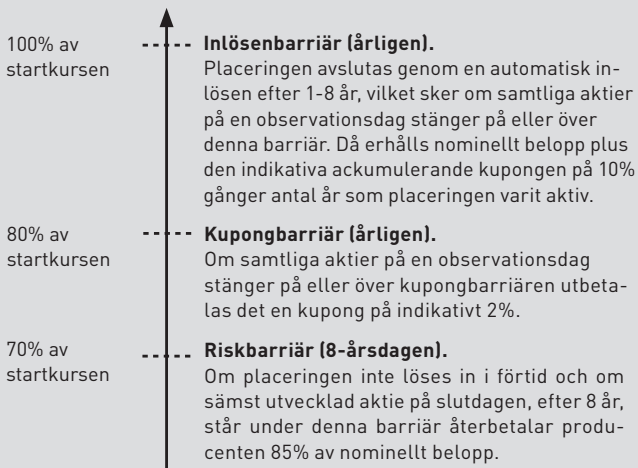 100% av
startkursen
Inlösenbarriär (årligen).
Placeringen avslutas genom en automatisk in-
lösen efter 1-8 år, vilket sker om samtliga aktier
på en observationsdag stänger på eller över
denna barriär. Då erhålls nominellt belopp plus
den indikativa ackumulerande kupongen på 10%
gånger antal år som placeringen varit aktiv.
80% av
startkursen
Kupongbarriär (årligen).
Om samtliga aktier på en observationsdag
stänger på eller över kupongbarriären utbeta-
las det en kupong på indikativt 2%.
70% av
startkursen
Riskbarriär (8-årsdagen).
Om placeringen inte löses in i förtid och om
sämst utvecklad aktie på slutdagen, efter 8 år,
står under denna barriär återbetalar produ-
centen 85% av nominellt belopp.